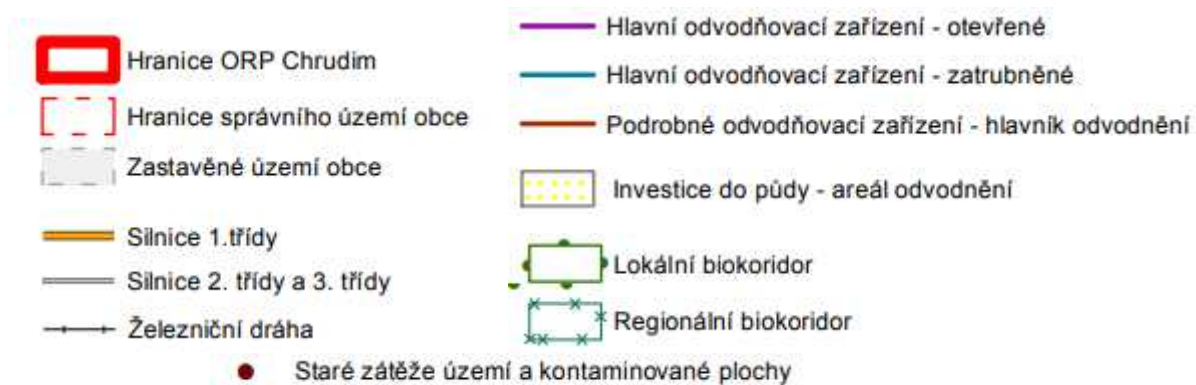 Hranice ORP Chrudim
Hranice správního území obce
Zastavěné území obce
Silnice 1.třídy
Silnice 2. třídy a 3. třídy
Železniční dráha
Hlavní odvodňovací zařízení - otevřené
Hlavní odvodňovací zařízení - zatrubněné
Podrobné odvodňovací zařízení - hlavník odvodnění
Investice do půdy - areál odvodnění
Lokální biokoridor
Regionální biokoridor
Staré zátěže území a kontaminované plochy